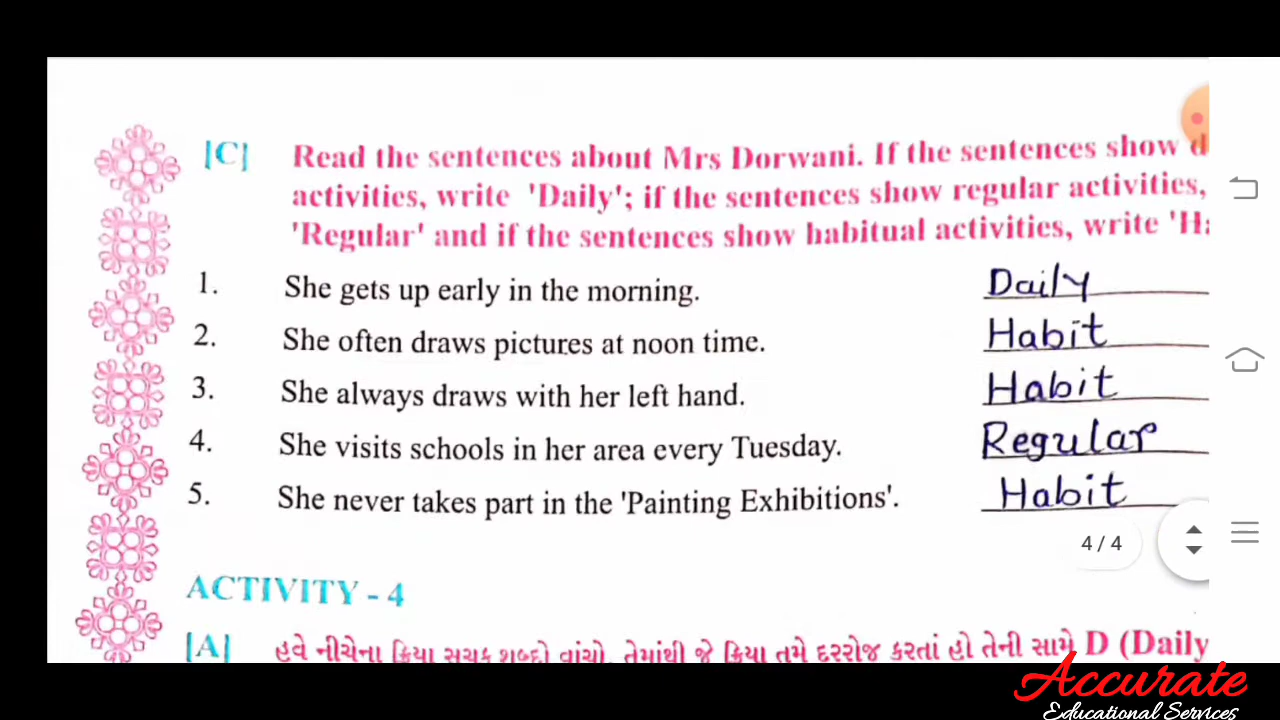 [C] Read the sentences about Mrs Dorwani. If the sentences show d
activities, write 'Daily'; if the sentences show regular activities,
'Regular' and if the sentences show habitual activities, write 'Ha
1. She gets up early in the morning. Daily
2. She often draws pictures at noon time. Habit
3. She always draws with her left hand. Habit
4. She visits schools in her area every Tuesday. Regular
5. She never takes part in the 'Painting Exhibitions'. Habit
4 / 4
ACTIVITY - 4
[A] હવે નીચેના ક્રિયા સૂચક શબ્દો વાંચો. તેમાંથી જે ક્રિયા તમે દરરોજ કરતાં હો તેની સામે D (Daily
Accurate
Educational Services